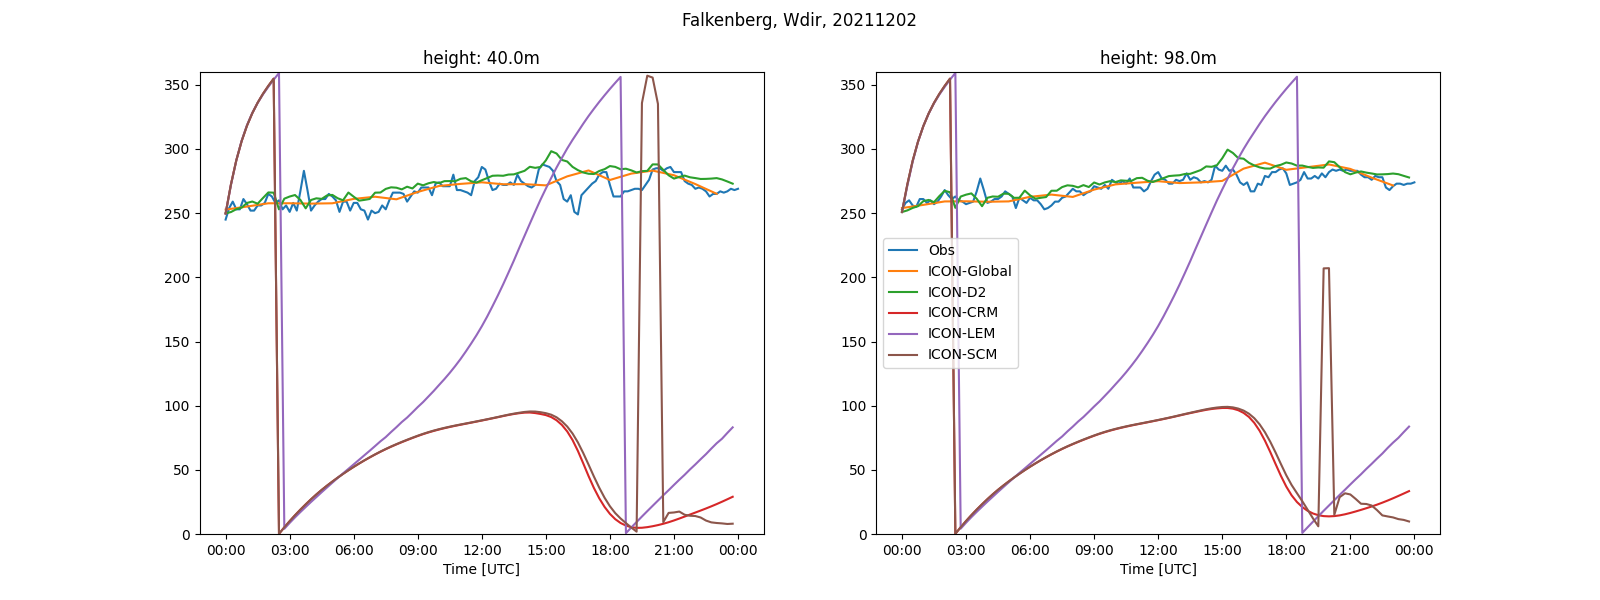 Falkenberg, Wdir, 20211202
height: 40.0m
350
300
250
200
150
100
50
0
00:00 03:00 06:00 09:00 12:00 15:00 18:00 21:00 00:00
Time [UTC]
height: 98.0m
350
300
250
200
150
100
50
0
Obs
ICON-Global
ICON-D2
ICON-CRM
ICON-LEM
ICON-SCM
00:00 03:00 06:00 09:00 12:00 15:00 18:00 21:00 00:00
Time [UTC]